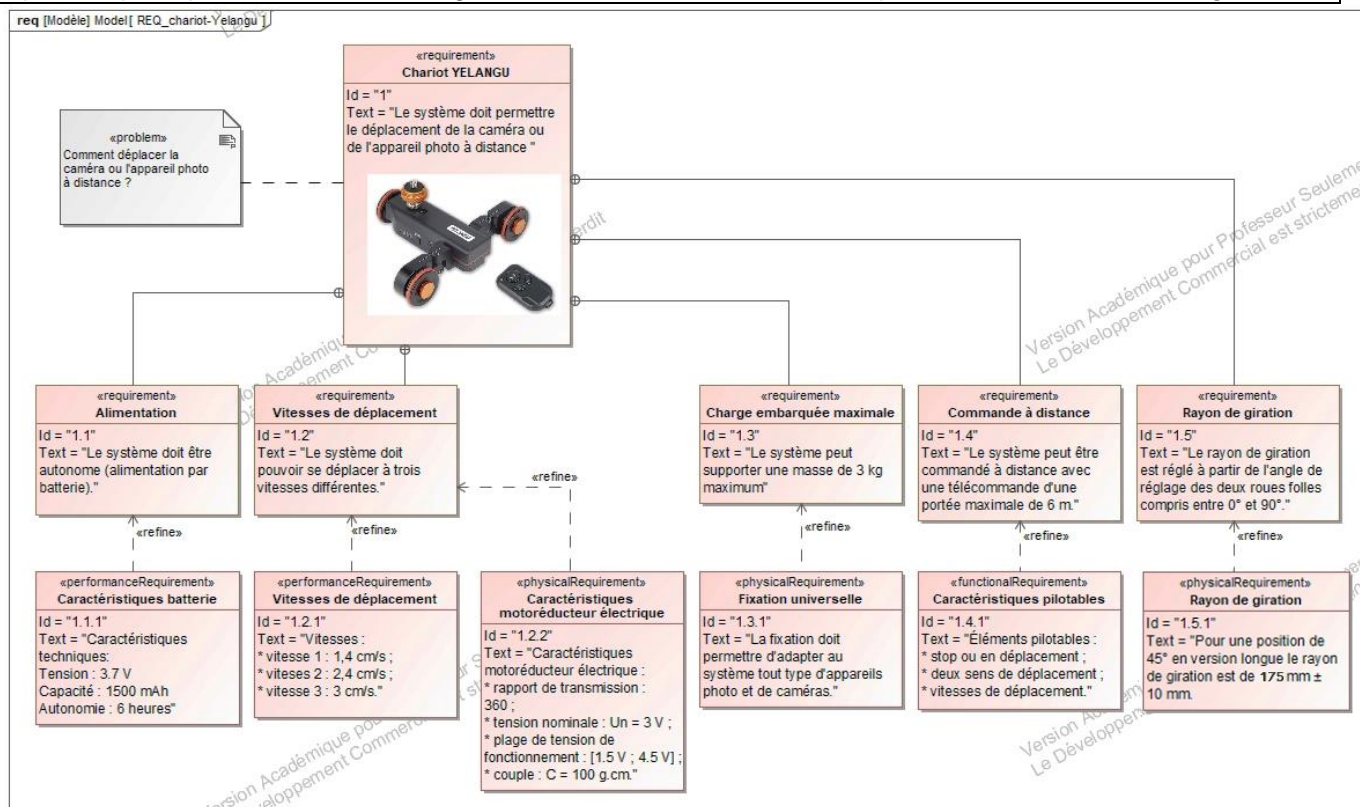 req [Modèle] Model[ REQ_chariot-Yelangu ]
«requirement»
Chariot YELANGU
Id = "1"
Text = "Le système doit permettre
le déplacement de la caméra ou
de l'appareil photo à distance "
«problem»
Comment déplacer la
caméra ou l'appareil photo
à distance ?
«requirement»
Alimentation
Id = "1.1"
Text = "Le système doit être
autonome (alimentation par
batterie)."
«requirement»
Vitesses de déplacement
Id = "1.2"
Text = "Le système doit
pouvoir se déplacer à trois
vitesses différentes."
«requirement»
Charge embarquée maximale
Id = "1.3"
Text = "Le système peut
supporter une masse de 3 kg
maximum"
«requirement»
Commande à distance
Id = "1.4"
Text = "Le système peut être
commandé à distance avec
une télécommande d'une
portée maximale de 6 m."
«requirement»
Rayon de giration
Id = "1.5"
Text = "Le rayon de giration
est réglé à partir de l'angle de
réglage des deux roues folles
compris entre 0° et 90°."
«refine»
«refine»
«refine»
«refine»
«refine»
«refine»
«performanceRequirement»
Caractéristiques batterie
Id = "1.1.1"
Text = "Caractéristiques
techniques:
Tension : 3.7 V
Capacité : 1500 mAh
Autonomie : 6 heures"
«performanceRequirement»
Vitesses de déplacement
Id = "1.2.1"
Text = "Vitesses :
* vitesse 1 : 1,4 cm/s ;
* viteses 2 : 2,4 cm/s ;
* vitesse 3 : 3 cm/s."
«physicalRequirement»
Caractéristiques
motoréducteur électrique
Id = "1.2.2"
Text = "Caractéristiques
motoréducteur électrique :
* rapport de transmission :
360 ;
* tension nominale : Un = 3 V ;
* plage de tension de
fonctionnement : [1.5 V ; 4.5 V] ;
* couple : C = 100 g.cm."
«physicalRequirement»
Fixation universelle
Id = "1.3.1"
Text = "La fixation doit
permettre d'adapter au
système tout type d'appareils
photo et de caméras."
«functionalRequirement»
Caractéristiques pilotables
Id = "1.4.1"
Text = "Éléments pilotables :
* stop ou en déplacement ;
* deux sens de déplacement ;
* vitesses de déplacement."
«physicalRequirement»
Rayon de giration
Id = "1.5.1"
Text = "Pour une position de
45° en version longue le rayon
de giration est de 175 mm ±
10 mm.
Version Académique pour Professeur Seulement
Le Développement Commercial est strictement